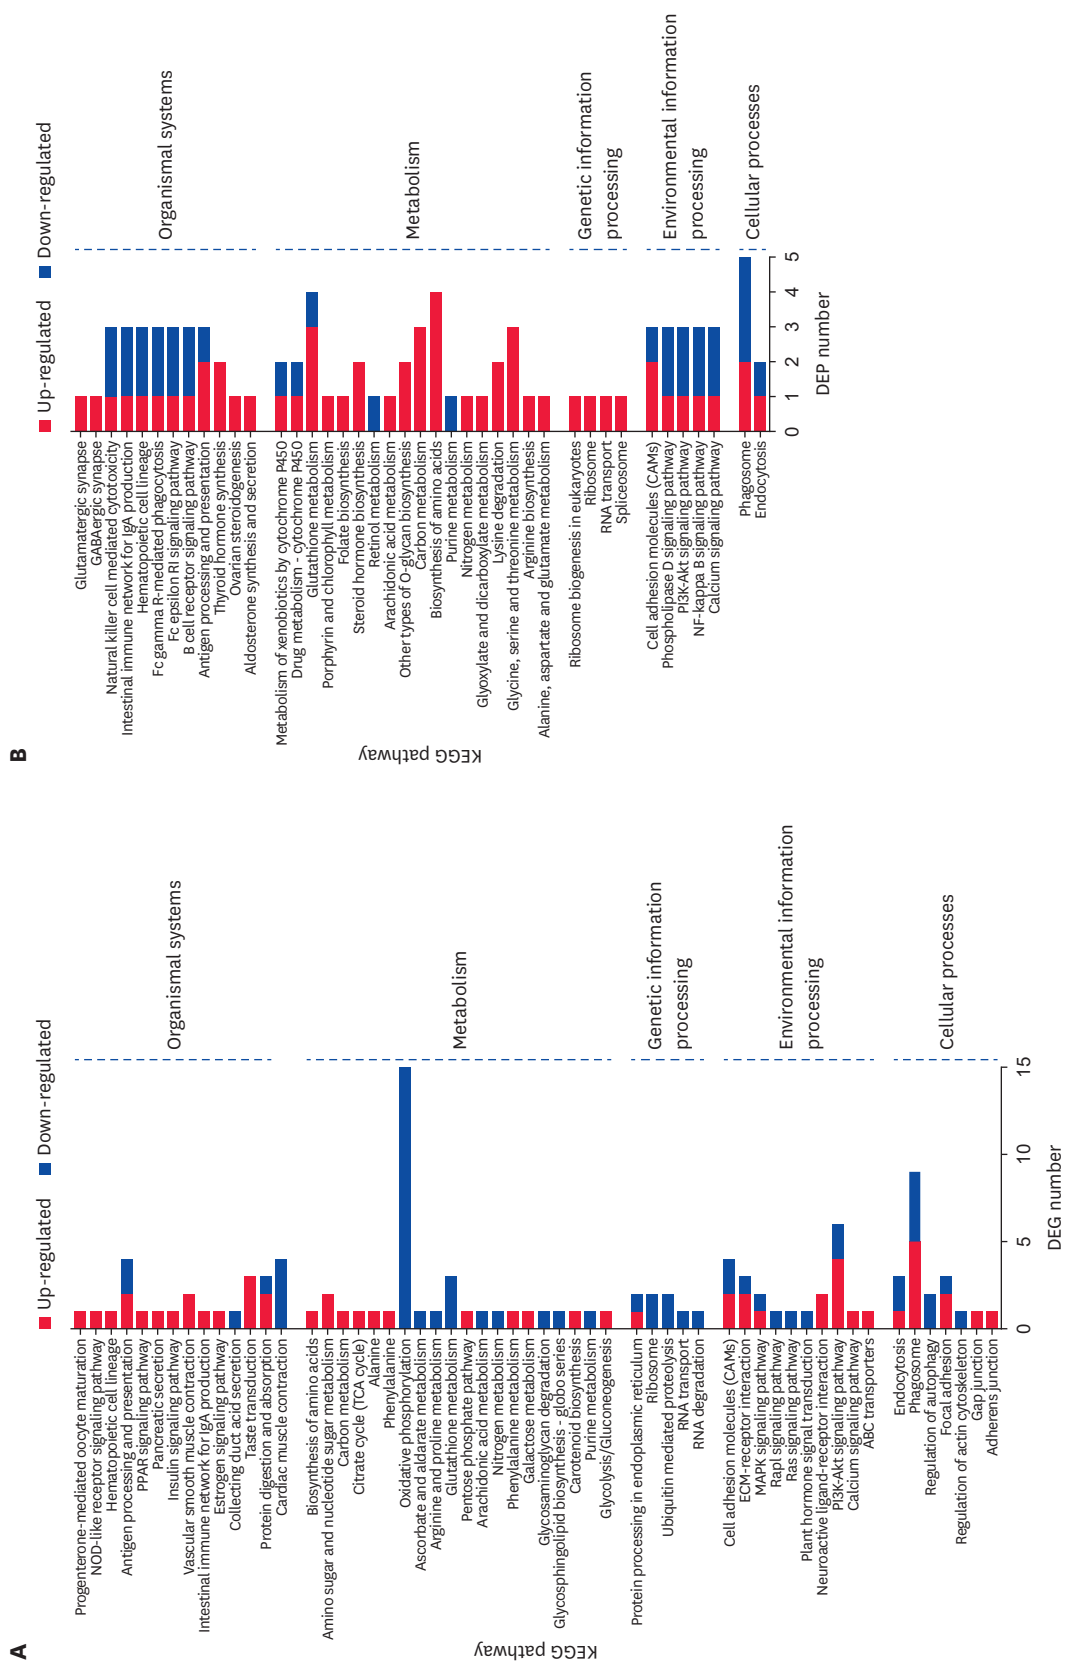 A
Up-regulated
Down-regulated
KEGG pathway
Progenterone-mediated oocyte maturation
NOD-like receptor signaling pathway
Hematopoietic cell lineage
Antigen processing and presentation
PPAR signaling pathway
Pancreatic secretion
Insulin signaling pathway
Vascular smooth muscle contraction
Intestinal immune network for IgA production
Estrogen signaling pathway
Collecting duct acid secretion
Taste transduction
Protein digestion and absorption
Cardiac muscle contraction
Organismal systems
Biosynthesis of amino acids
Amino sugar and nucleotide sugar metabolism
Carbon metabolism
Citrate cycle (TCA cycle)
Alanine
Phenylalanine
Oxidative phosphorylation
Ascorbate and aldarate metabolism
Arginine and proline metabolism
Glutathione metabolism
Pentose phosphate pathway
Arachidonic acid metabolism
Nitrogen metabolism
Phenylalanine metabolism
Galactose metabolism
Glycosaminoglycan degradation
Glycosphingolipid biosynthesis - globo series
Carotenoid biosynthesis
Purine metabolism
Glycolysis/Gluconeogenesis
Metabolism
Protein processing in endoplasmic reticulum
Ribosome
Ubiquitin mediated proteolysis
RNA transport
RNA degradation
Genetic information
processing
Cell adhesion molecules (CAMs)
ECM-receptor interaction
MAPK signaling pathway
Rapl signaling pathway
Ras signaling pathway
Plant hormone signal transduction
Neuroactive ligand-receptor interaction
PI3K-Akt signaling pathway
Calcium signaling pathway
ABC transporters
Environmental information
processing
Endocytosis
Phagosome
Regulation of autophagy
Focal adhesion
Regulation of actin cytoskeleton
Gap junction
Adherens junction
Cellular processes
0 5 10 15
DEG number
B
Up-regulated
Down-regulated
KEGG pathway
Glutamatergic synapse
GABAergic synapse
Natural killer cell mediated cytotoxicity
Intestinal immune network for IgA production
Hematopoietic cell lineage
Fc gamma R-mediated phagocytosis
Fc epsilon RI signaling pathway
B cell receptor signaling pathway
Antigen processing and presentation
Thyroid hormone synthesis
Ovarian steroidogenesis
Aldosterone synthesis and secretion
Organismal systems
Metabolism of xenobiotics by cytochrome P450
Drug metabolism - cytochrome P450
Glutathione metabolism
Porphyrin and chlorophyll metabolism
Folate biosynthesis
Steroid hormone biosynthesis
Retinol metabolism
Arachidonic acid metabolism
Other types of O-glycan biosynthesis
Carbon metabolism
Biosynthesis of amino acids
Purine metabolism
Nitrogen metabolism
Glyoxylate and dicarboxylate metabolism
Lysine degradation
Glycine, serine and threonine metabolism
Arginine biosynthesis
Alanine, aspartate and glutamate metabolism
Metabolism
Ribosome biogenesis in eukaryotes
Ribosome
RNA transport
Spliceosome
Genetic information
processing
Cell adhesion molecules (CAMs)
Phospholipase D signaling pathway
PI3K-Akt signaling pathway
NF-kappa B signaling pathway
Calcium signaling pathway
Environmental information
processing
Phagosome
Endocytosis
Cellular processes
0 1 2 3 4 5
DEP number